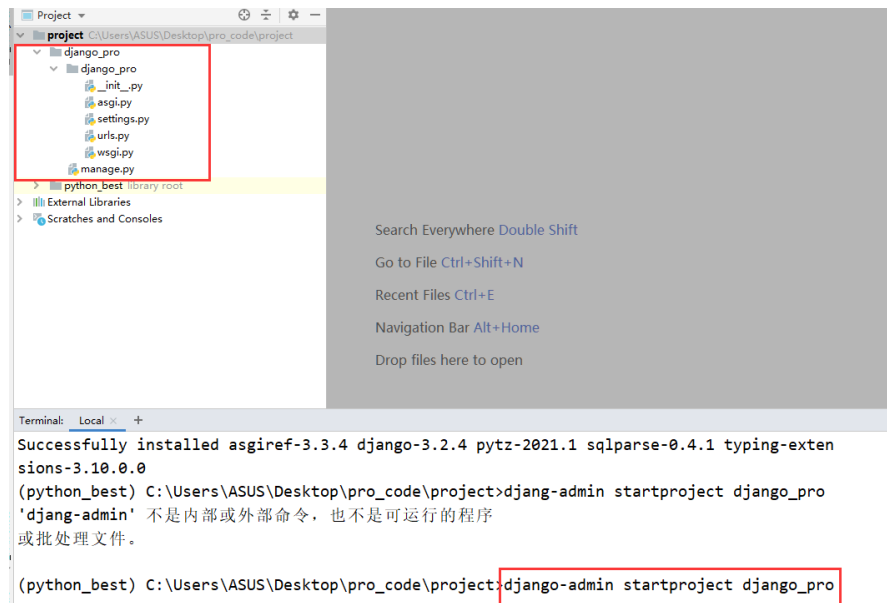 Project
project C:\Users\ASUS\Desktop\pro_code\project
django_pro
django_pro
__init__.py
asgi.py
settings.py
urls.py
wsgi.py
manage.py
python_best library root
External Libraries
Scratches and Consoles
Search Everywhere Double Shift
Go to File Ctrl+Shift+N
Recent Files Ctrl+E
Navigation Bar Alt+Home
Drop files here to open
Terminal: Local × +
Successfully installed asgiref-3.3.4 django-3.2.4 pytz-2021.1 sqlparse-0.4.1 typing-exten
sions-3.10.0.0
(python_best) C:\Users\ASUS\Desktop\pro_code\project>djang-admin startproject django_pro
'djang-admin' 不是内部或外部命令，也不是可运行的程序
或批处理文件。
(python_best) C:\Users\ASUS\Desktop\pro_code\project>django-admin startproject django_pro